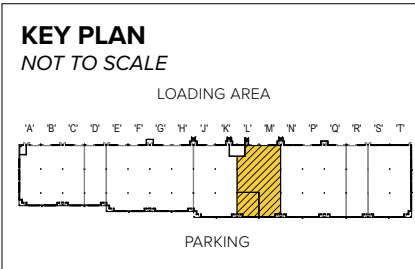 KEY PLAN
NOT TO SCALE
LOADING AREA
'A' 'B' 'C' 'D' 'E' 'F' 'G' 'H' 'J' 'K' 'L' 'M' 'N' 'P' 'Q' 'R' 'S' 'T'
PARKING